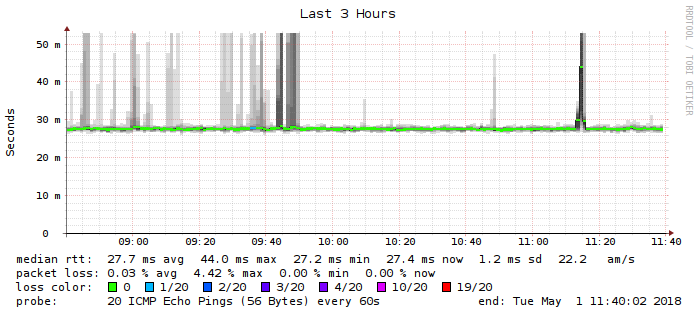 Last 3 Hours
RRDTOOL / TOBI OETIKER
Seconds
50 m
40 m
30 m
20 m
10 m
0
09:00 09:20 09:40 10:00 10:20 10:40 11:00 11:20 11:40
median rtt: 27.7 ms avg 44.0 ms max 27.2 ms min 27.4 ms now 1.2 ms sd 22.2 am/s
packet loss: 0.03 % avg 4.42 % max 0.00 % min 0.00 % now
loss color: 0 1/20 2/20 3/20 4/20 10/20 19/20
probe: 20 ICMP Echo Pings (56 Bytes) every 60s end: Tue May 1 11:40:02 2018